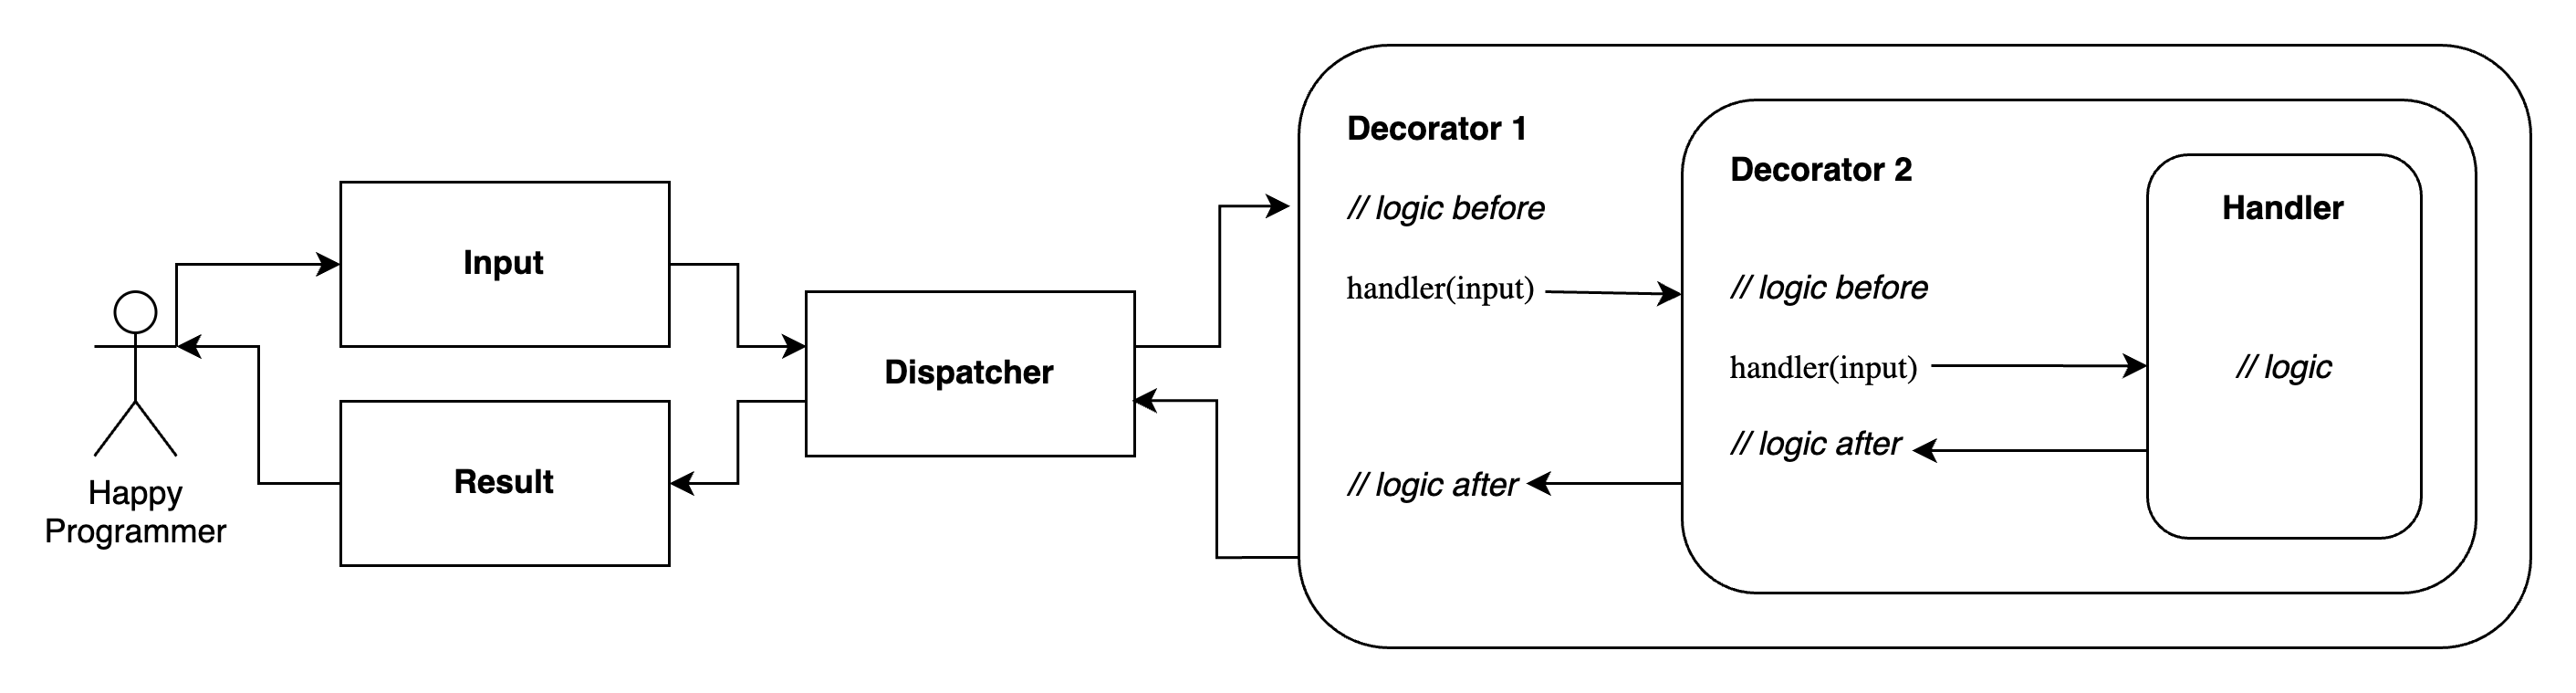 Happy
Programmer
Input
Result
Dispatcher
Decorator 1
// logic before
handler(input)
// logic after
Decorator 2
// logic before
handler(input)
// logic after
Handler
// logic